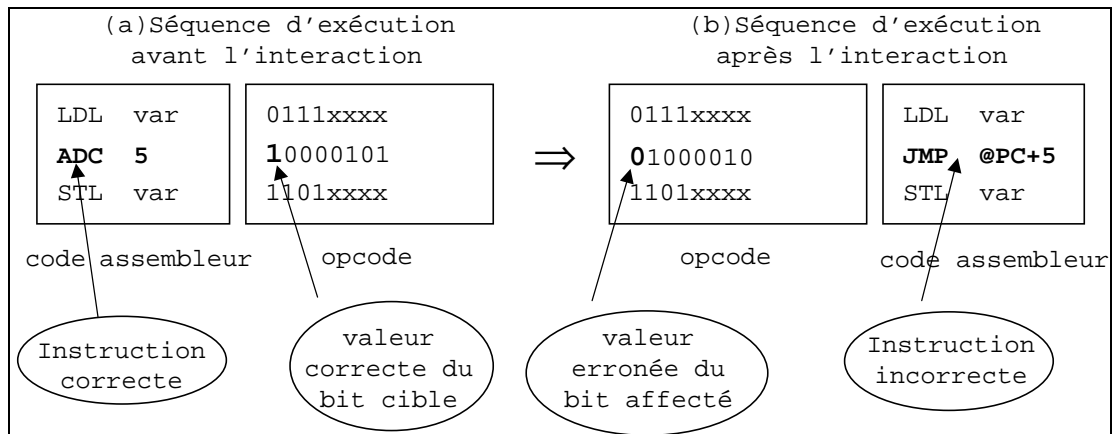 (a)Séquence d'exécution
avant l'interaction
(b)Séquence d'exécution
après l'interaction
LDL var
ADC 5
STL var
0111xxxx
10000101
1101xxxx
⇒
0111xxxx
01000010
1101xxxx
LDL var
JMP @PC+5
STL var
code assembleur
opcode
opcode
code assembleur
Instruction
correcte
valeur
correcte du
bit cible
valeur
erronée du
bit affecté
Instruction
incorrecte